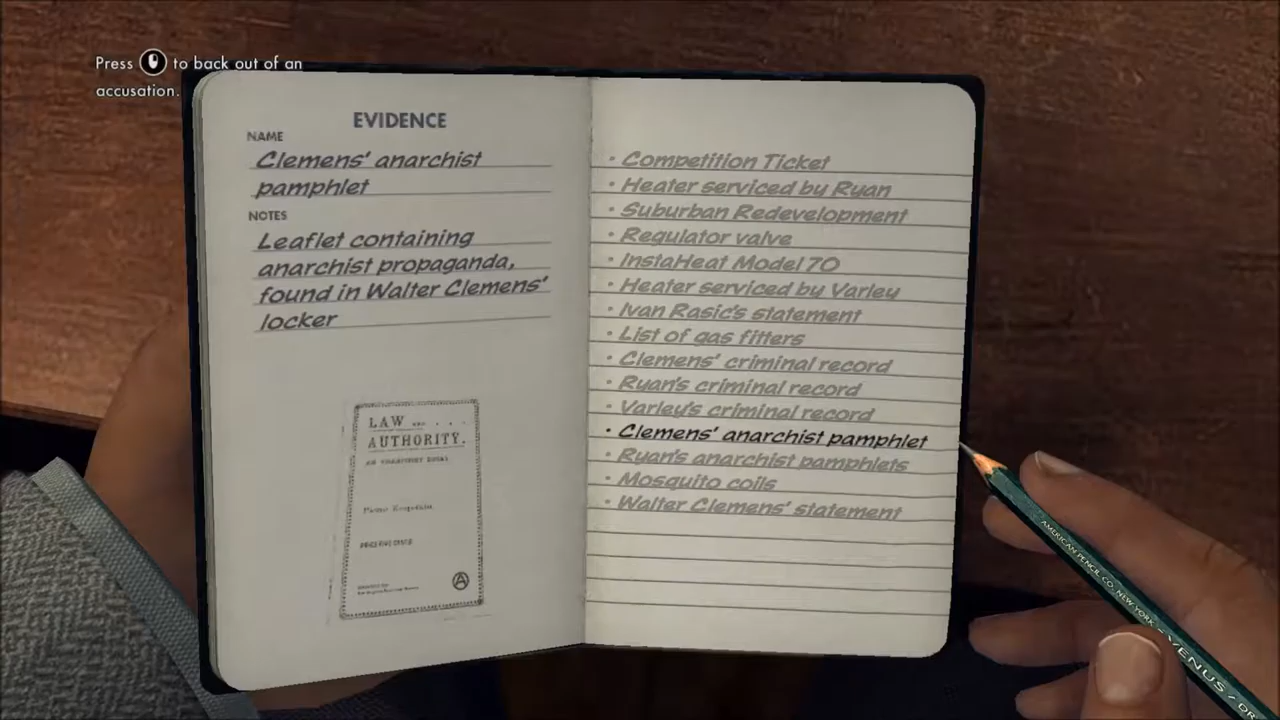 Press to back out of an
accusation.
EVIDENCE
NAME
Clemens' anarchist
pamphlet
NOTES
Leaflet containing
anarchist propaganda,
found in Walter Clemens'
locker
LAW
AUTHORITY.
• Competition Ticket
• Heater serviced by Ryan
• Suburban Redevelopment
• Regulator valve
• InstaHeat Model 70
• Heater serviced by Varley
• Ivan Rasic's statement
• List of gas fitters
• Clemens' criminal record
• Ryan's criminal record
• Varley's criminal record
• Clemens' anarchist pamphlet
• Ryan's anarchist pamphlets
• Mosquito coils
• Walter Clemens' statement
AMERICAN PENCIL CO. NEW YORK
VENUS